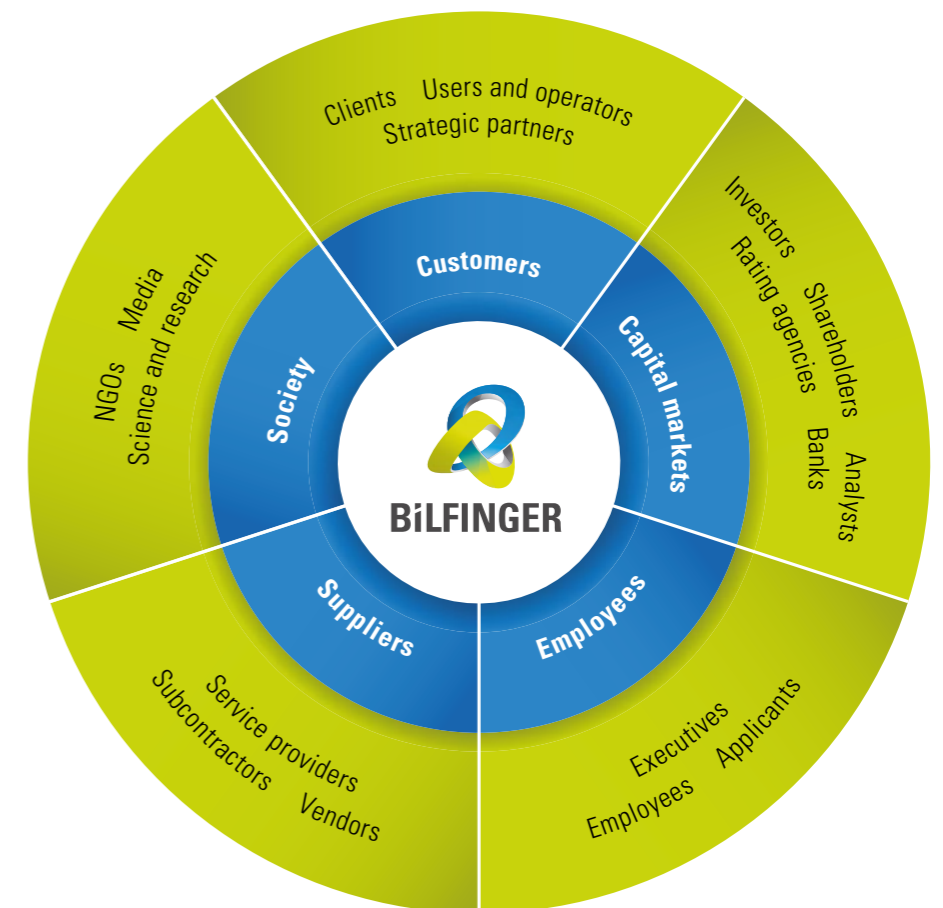 Clients Users and operators
Strategic partners
Customers
Investors Shareholders Analysts
Rating agencies Banks
Capital markets
Employees
Executives Applicants
Employees
Suppliers
Service providers
Subcontractors Vendors
Society
NGOs Media
Science and research
BiLFINGER